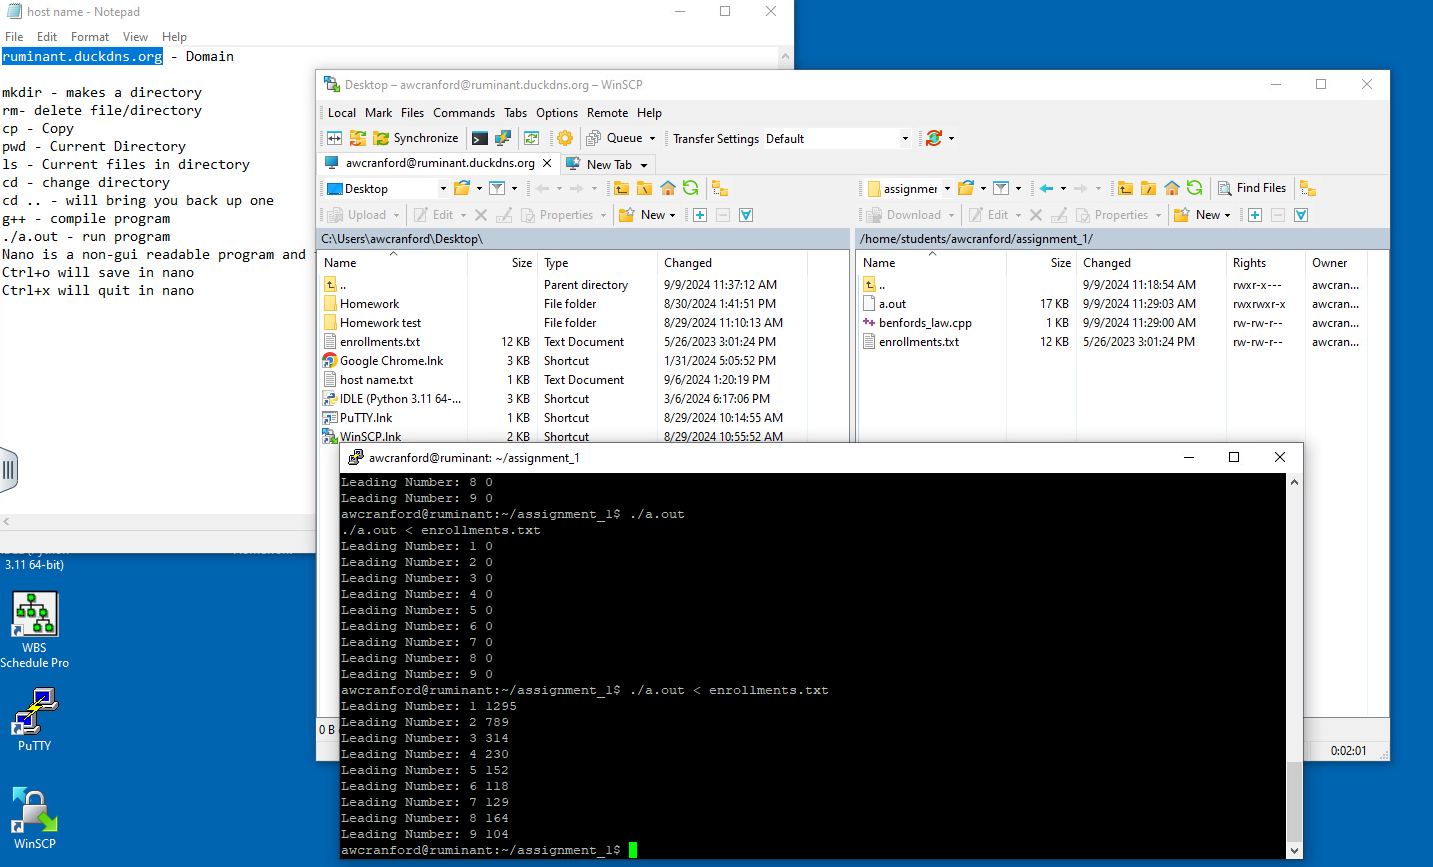 host name - Notepad
File Edit Format View Help
ruminant.duckdns.org - Domain
mkdir - makes a directory
rm- delete file/directory
cp - Copy
pwd - Current Directory
ls - Current files in directory
cd - change directory
cd .. - will bring you back up one
g++ - compile program
./a.out - run program
Nano is a non-gui readable program and
Ctrl+o will save in nano
Ctrl+x will quit in nano
Desktop – awcranford@ruminant.duckdns.org – WinSCP
Local Mark Files Commands Tabs Options Remote Help
Synchronize Queue Transfer Settings Default
awcranford@ruminant.duckdns.org New Tab
Desktop
Upload Edit Properties New
C:\Users\awcranford\Desktop\
Name Size Type Changed
.. Parent directory 9/9/2024 11:37:12 AM
Homework File folder 8/30/2024 1:41:51 PM
Homework test File folder 8/29/2024 11:10:13 AM
enrollments.txt 12 KB Text Document 5/26/2023 3:01:24 PM
Google Chrome.lnk 3 KB Shortcut 1/31/2024 5:05:52 PM
host name.txt 1 KB Text Document 9/6/2024 1:20:19 PM
IDLE (Python 3.11 64-... 3 KB Shortcut 3/6/2024 6:17:06 PM
PuTTY.lnk 1 KB Shortcut 8/29/2024 10:14:55 AM
WinSCP.lnk 2 KB Shortcut 8/29/2024 10:55:52 AM
assignmer Find Files
Download Edit Properties New
/home/students/awcranford/assignment_1/
Name Size Changed Rights Owner
.. 9/9/2024 11:18:54 AM rwxr-x--- awcran...
a.out 17 KB 9/9/2024 11:29:03 AM rwxrwxr-x awcran...
benfords_law.cpp 1 KB 9/9/2024 11:29:00 AM rw-rw-r-- awcran...
enrollments.txt 12 KB 5/26/2023 3:01:24 PM rw-rw-r-- awcran...
0 B
0:02:01
awcranford@ruminant: ~/assignment_1
Leading Number: 8 0
Leading Number: 9 0
awcranford@ruminant:~/assignment_1$ ./a.out
./a.out < enrollments.txt
Leading Number: 1 0
Leading Number: 2 0
Leading Number: 3 0
Leading Number: 4 0
Leading Number: 5 0
Leading Number: 6 0
Leading Number: 7 0
Leading Number: 8 0
Leading Number: 9 0
awcranford@ruminant:~/assignment_1$ ./a.out < enrollments.txt
Leading Number: 1 1295
Leading Number: 2 789
Leading Number: 3 314
Leading Number: 4 230
Leading Number: 5 152
Leading Number: 6 118
Leading Number: 7 129
Leading Number: 8 164
Leading Number: 9 104
awcranford@ruminant:~/assignment_1$
3.11 64-bit)
WBS
Schedule Pro
PuTTY
WinSCP